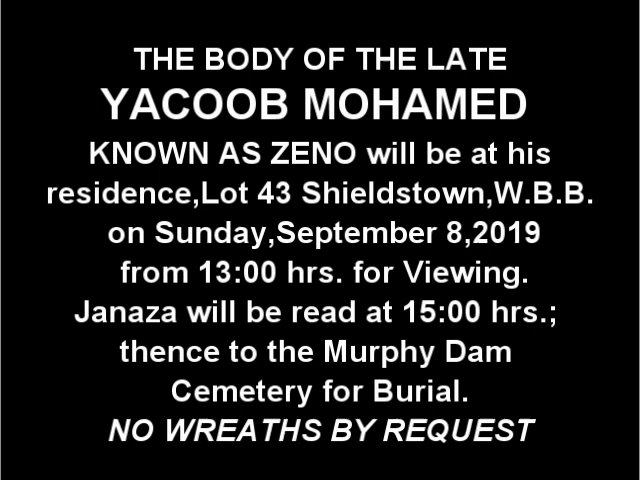 THE BODY OF THE LATE
YACOOB MOHAMED
KNOWN AS ZENO will be at his
residence,Lot 43 Shieldstown,W.B.B.
on Sunday,September 8,2019
from 13:00 hrs. for Viewing.
Janaza will be read at 15:00 hrs.;
thence to the Murphy Dam
Cemetery for Burial.
NO WREATHS BY REQUEST